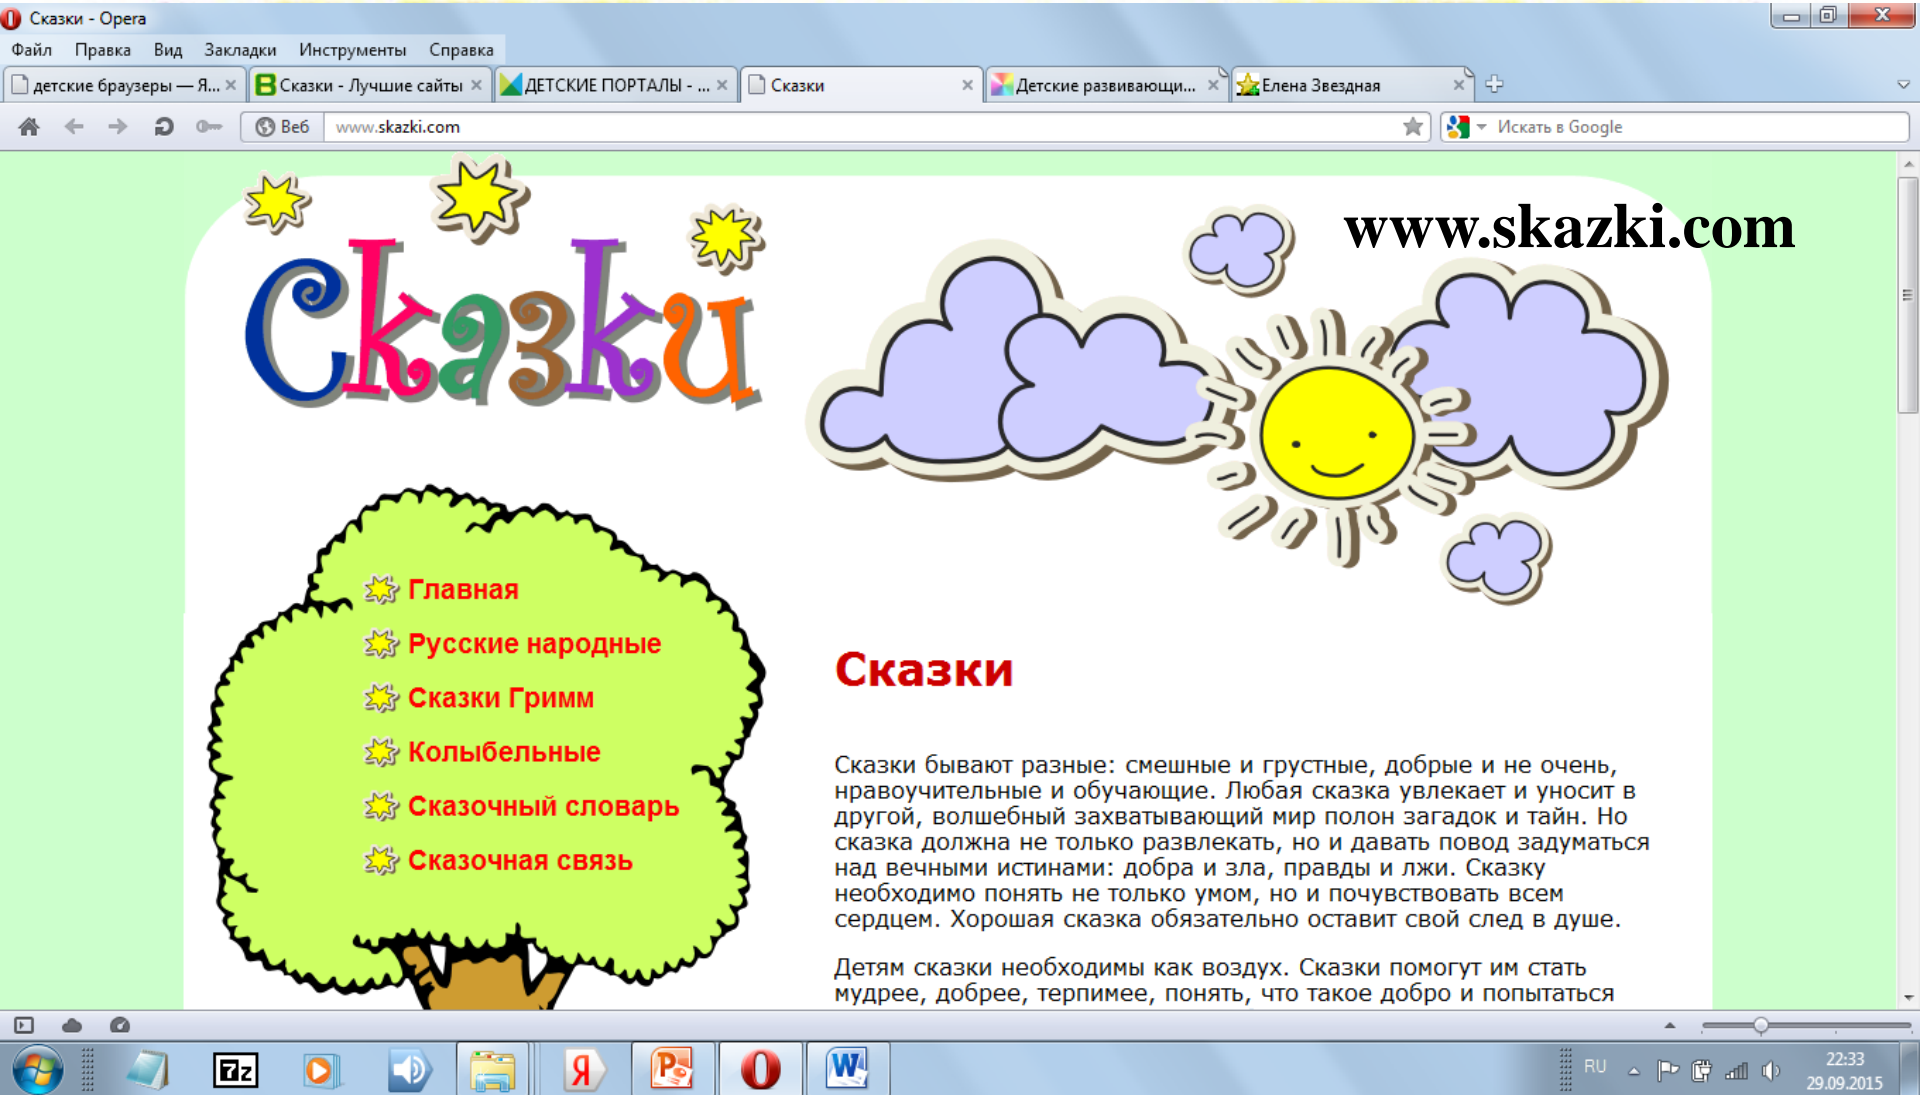 Сказки - Opera
Файл Правка Вид Закладки Инструменты Справка
детские браузеры — Я... Сказки - Лучшие сайты ДЕТСКИЕ ПОРТАЛЫ - ... Сказки Детские развивающи... Елена Звездная
Веб www.skazki.com Искать в Google
www.skazki.com
Сказки
Главная
Русские народные
Сказки Гримм
Колыбельные
Сказочный словарь
Сказочная связь
Сказки
Сказки бывают разные: смешные и грустные, добрые и не очень,
нравоучительные и обучающие. Любая сказка увлекает и уносит в
другой, волшебный захватывающий мир полон загадок и тайн. Но
сказка должна не только развлекать, но и давать повод задуматься
над вечными истинами: добра и зла, правды и лжи. Сказку
необходимо понять не только умом, но и почувствовать всем
сердцем. Хорошая сказка обязательно оставит свой след в душе.
Детям сказки необходимы как воздух. Сказки помогут им стать
мудрее, добрее, терпимее, понять, что такое добро и попытаться
7z Я P W RU 22:33
29.09.2015